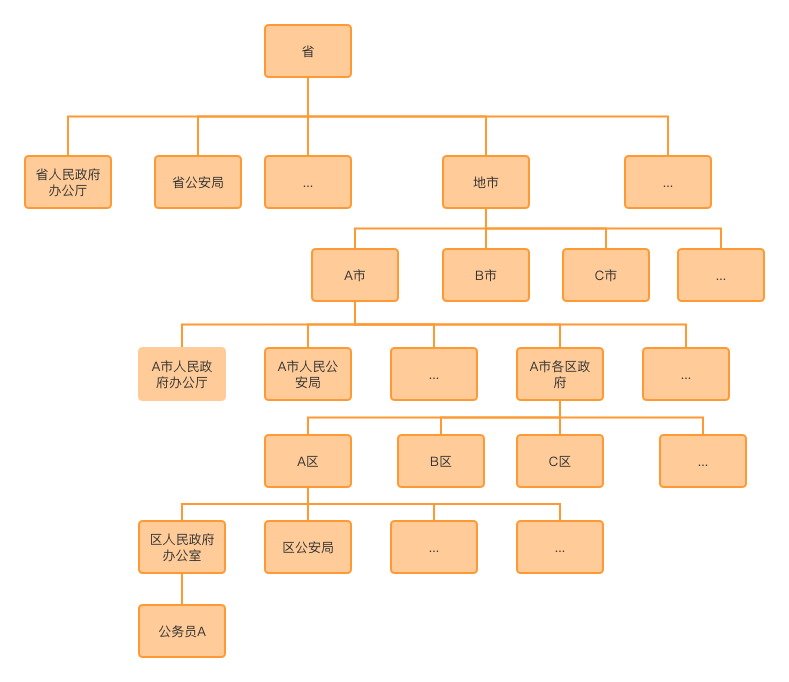 省
省人民政府
办公厅
省公安局
...
地市
...
A市
B市
C市
...
A市人民政
府办公厅
A市人民公
安局
...
A市各区政
府
...
A区
B区
C区
...
区人民政府
办公室
区公安局
...
...
公务员A